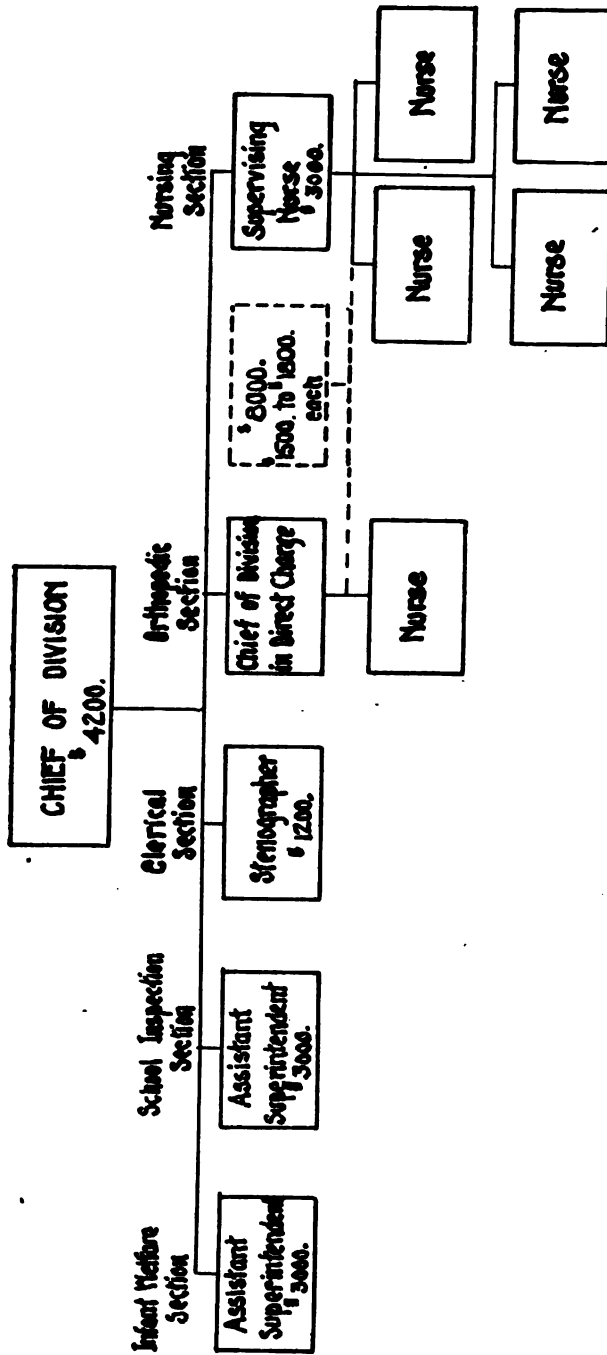 CHIEF OF DIVISION
$4200.
Infant Welfare
Section
School Inspection
Section
Clerical
Section
Orthopedic
Section
Nursing
Section
Assistant
Superintendent
$3000.
Assistant
Superintendent
$3000.
Stenographer
$1200.
Chief of Division
in Direct Charge
$8000.
$1500. to $1800.
each
Supervising
Nurse
$3000.
Nurse
Nurse
Nurse
Nurse
Nurse